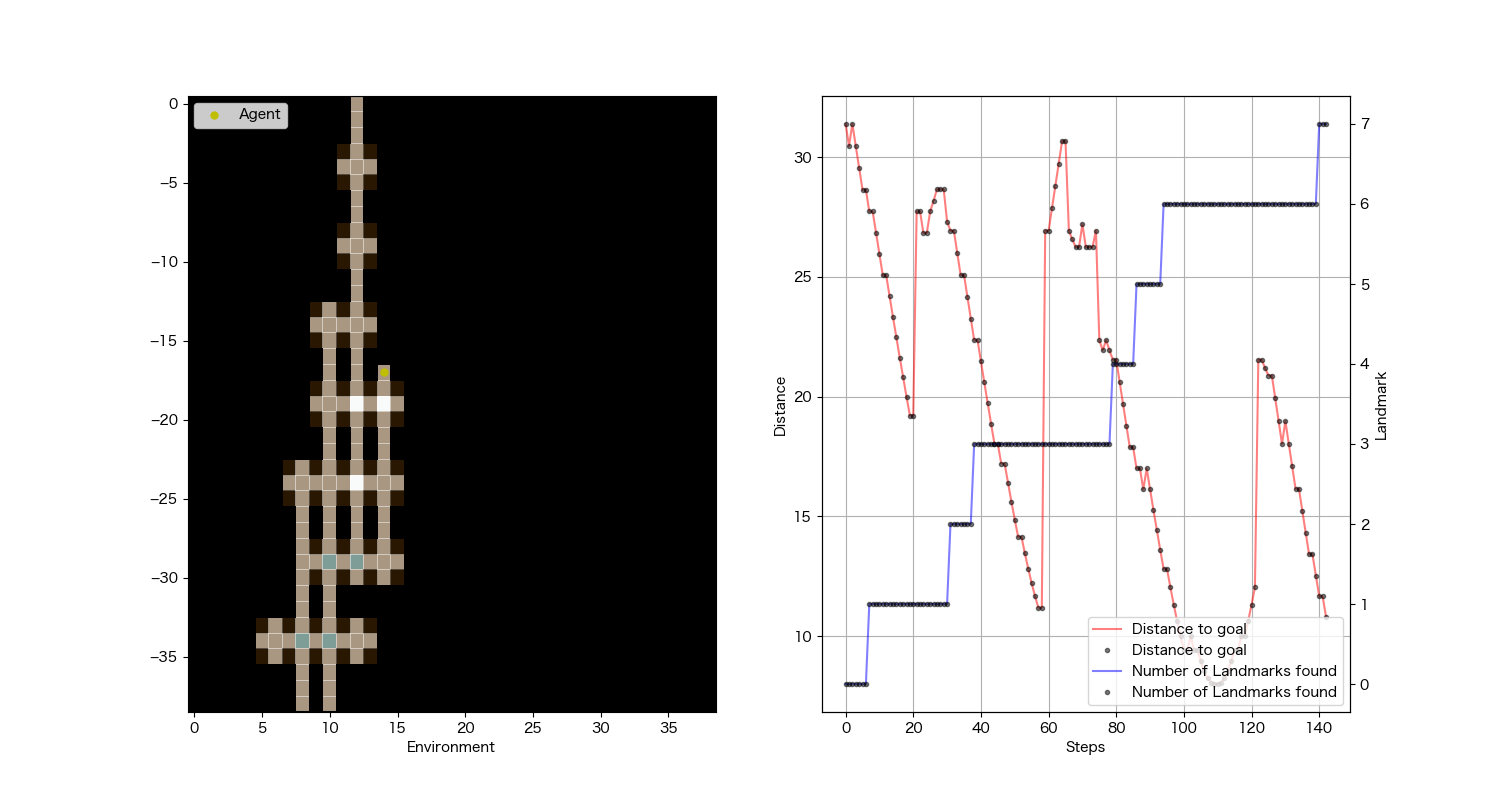 Agent
0
−5
−10
−15
−20
−25
−30
−35
0 5 10 15 20 25 30 35
Environment
30
25
20
15
10
Distance
0 20 40 60 80 100 120 140
Steps
7
6
5
4
3
2
1
0
Landmark
Distance to goal
Distance to goal
Number of Landmarks found
Number of Landmarks found